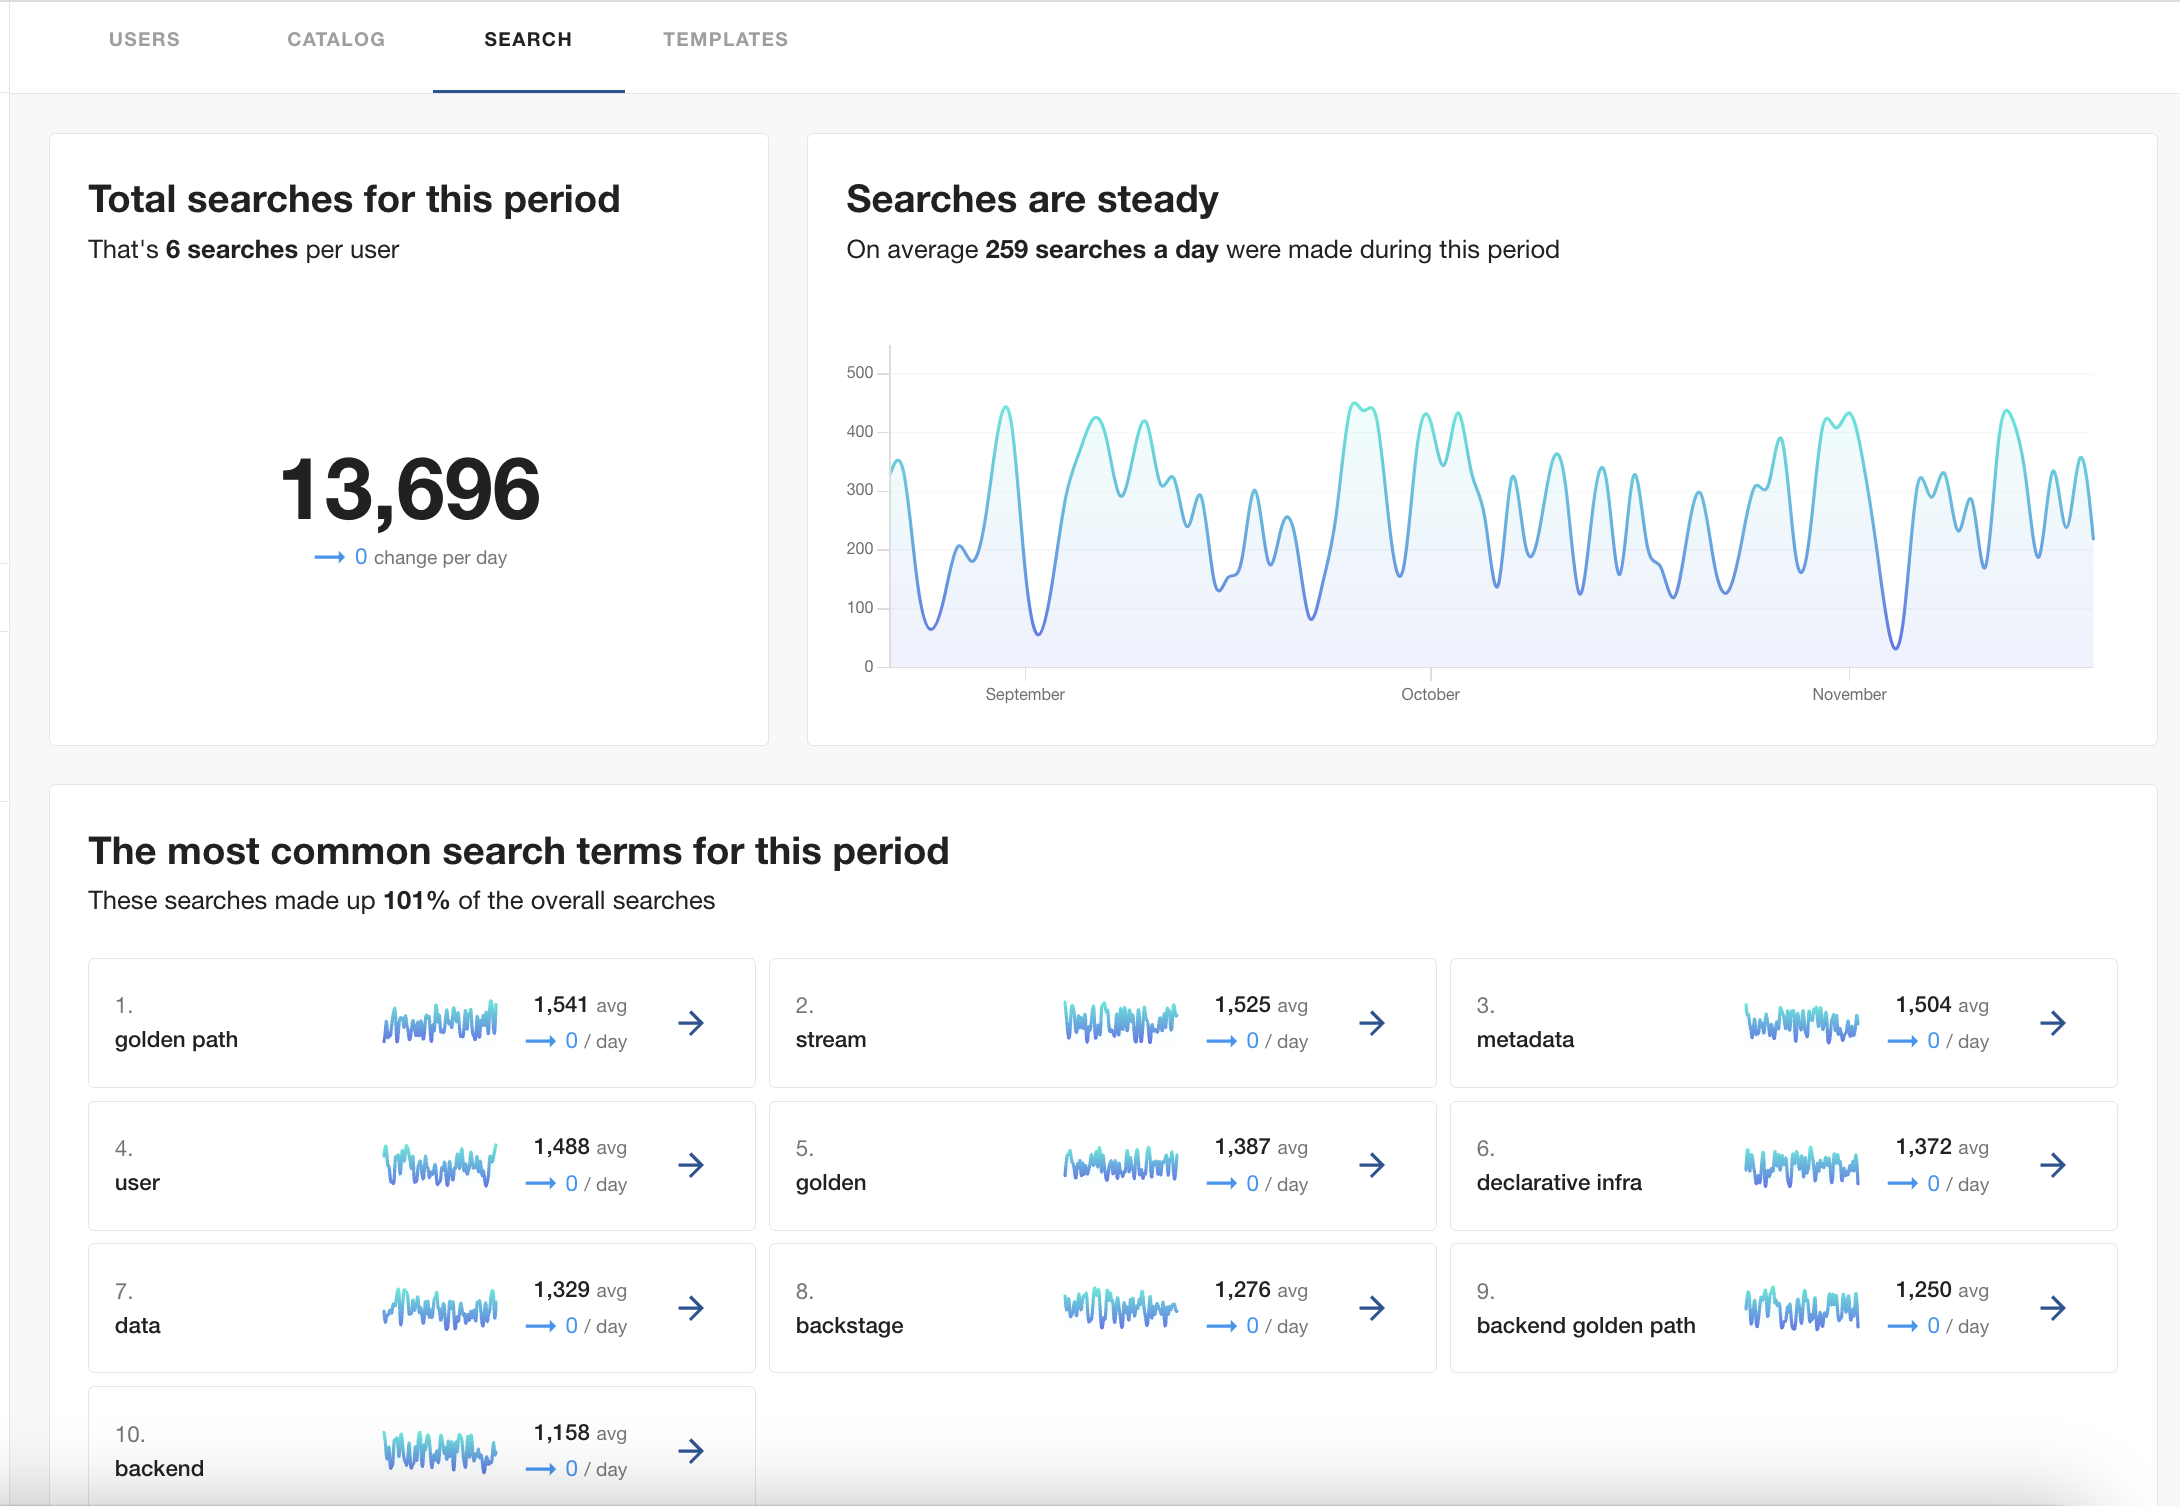 USERS CATALOG SEARCH TEMPLATES
Total searches for this period
That's 6 searches per user
13,696
0 change per day
Searches are steady
On average 259 searches a day were made during this period
500
400
300
200
100
0
September October November
The most common search terms for this period
These searches made up 101% of the overall searches
1.
golden path
1,541 avg
0 / day
2.
stream
1,525 avg
0 / day
3.
metadata
1,504 avg
0 / day
4.
user
1,488 avg
0 / day
5.
golden
1,387 avg
0 / day
6.
declarative infra
1,372 avg
0 / day
7.
data
1,329 avg
0 / day
8.
backstage
1,276 avg
0 / day
9.
backend golden path
1,250 avg
0 / day
10.
backend
1,158 avg
0 / day